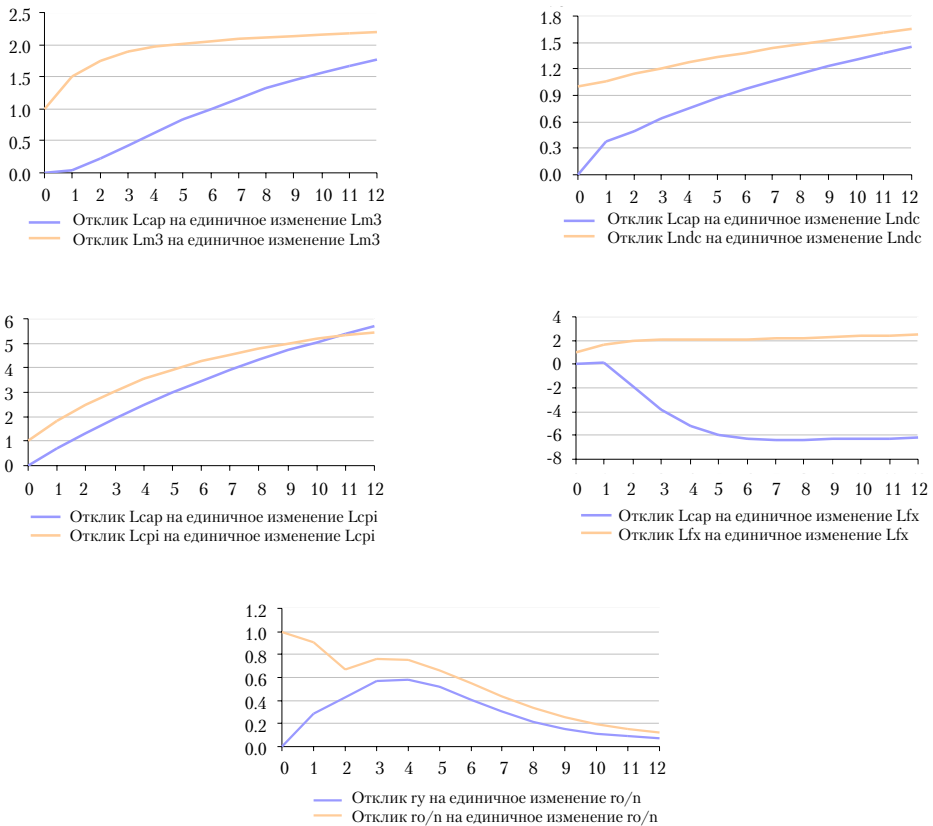 2.5
2.0
1.5
1.0
0.5
0.0
0 1 2 3 4 5 6 7 8 9 10 11 12
Отклик Lcap на единичное изменение Lm3
Отклик Lm3 на единичное изменение Lm3
1.8
1.5
1.2
0.9
0.6
0.3
0.0
0 1 2 3 4 5 6 7 8 9 10 11 12
Отклик Lcap на единичное изменение Lndc
Отклик Lndc на единичное изменение Lndc
6
5
4
3
2
1
0
0 1 2 3 4 5 6 7 8 9 10 11 12
Отклик Lcap на единичное изменение Lcpi
Отклик Lcpi на единичное изменение Lcpi
4
2
0
-2
-4
-6
-8
0 1 2 3 4 5 6 7 8 9 10 11 12
Отклик Lcap на единичное изменение Lfx
Отклик Lfx на единичное изменение Lfx
1.2
1.0
0.8
0.6
0.4
0.2
0.0
0 1 2 3 4 5 6 7 8 9 10 11 12
Отклик ry на единичное изменение ro/n
Отклик ro/n на единичное изменение ro/n